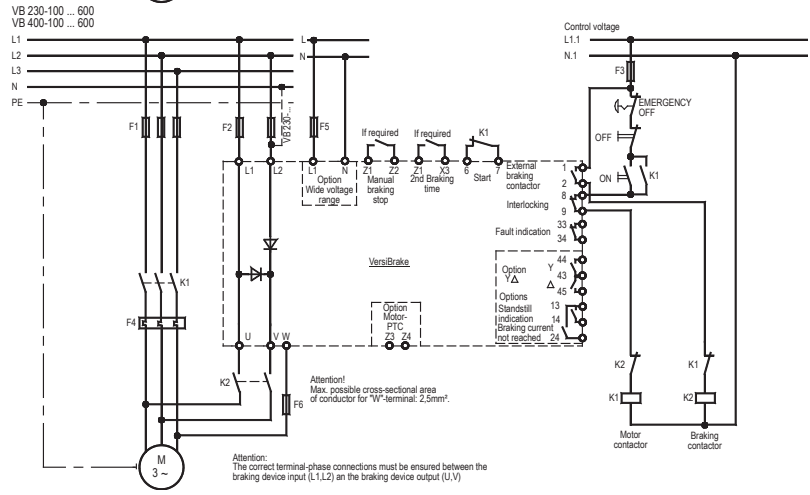 VB 230-100 ... 600
VB 400-100 ... 600
Control voltage
L1
L
L1.1
L2
N
N.1
L3
N
PE
F3
EMERGENCY
OFF
F1
F2
VB 230-...
F5
If required
If required
K1
OFF
L1
L2
L1
N
Z1
Z2
Z1
X3
6
7
Option
Wide voltage
range
Manual
braking
stop
2nd Braking
time
Start
External
braking
contactor
1
2
ON
K1
Interlocking
8
9
Fault indication
33
34
VersiBrake
Option
Y△
Y
△
44
43
45
Options
Standstill
indication
Braking current
not reached
13
14
24
K1
F4
Option
Motor-
PTC
Z3 Z4
U
V W
K2
F6
Attention!
Max. possible cross-sectional area
of conductor for "W"-terminal: 2,5mm².
K2
K1
K1
K2
Motor
contactor
Braking
contactor
M
3 ~
Attention:
The correct terminal-phase connections must be ensured between the
braking device input (L1,L2) an the braking device output (U,V)